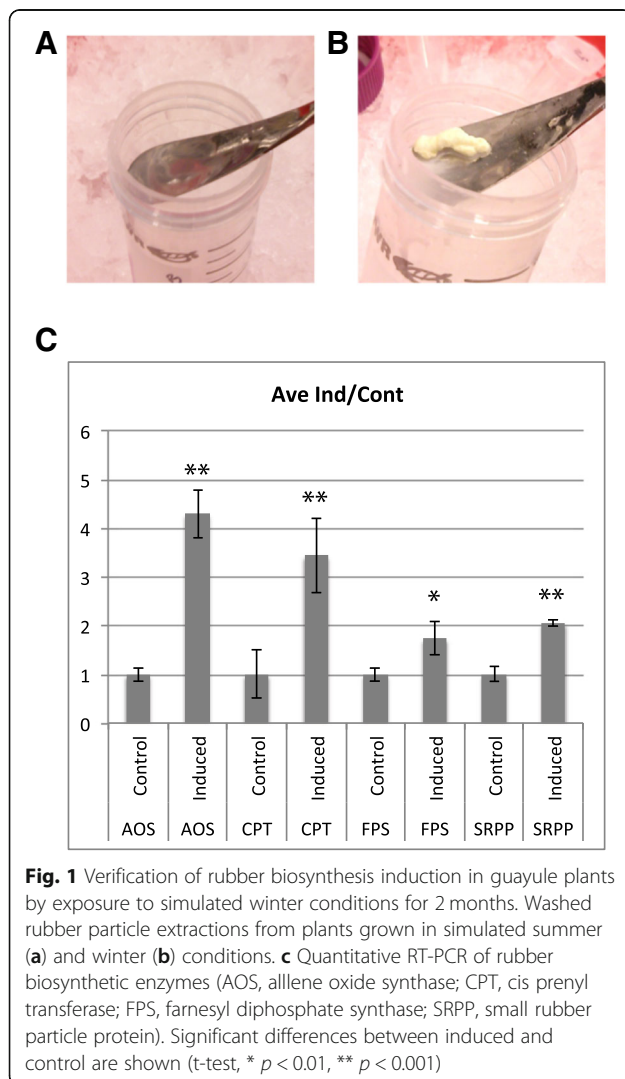 A
B
C
Ave Ind/Cont
6
5
4
3
2
1
0
**
**
*
**
Control
Induced
Control
Induced
Control
Induced
Control
Induced
AOS AOS CPT CPT FPS FPS SRPP SRPP
Fig. 1 Verification of rubber biosynthesis induction in guayule plants
by exposure to simulated winter conditions for 2 months. Washed
rubber particle extractions from plants grown in simulated summer
(a) and winter (b) conditions. c Quantitative RT-PCR of rubber
biosynthetic enzymes (AOS, alllene oxide synthase; CPT, cis prenyl
transferase; FPS, farnesyl diphosphate synthase; SRPP, small rubber
particle protein). Significant differences between induced and
control are shown (t-test, * p < 0.01, ** p < 0.001)